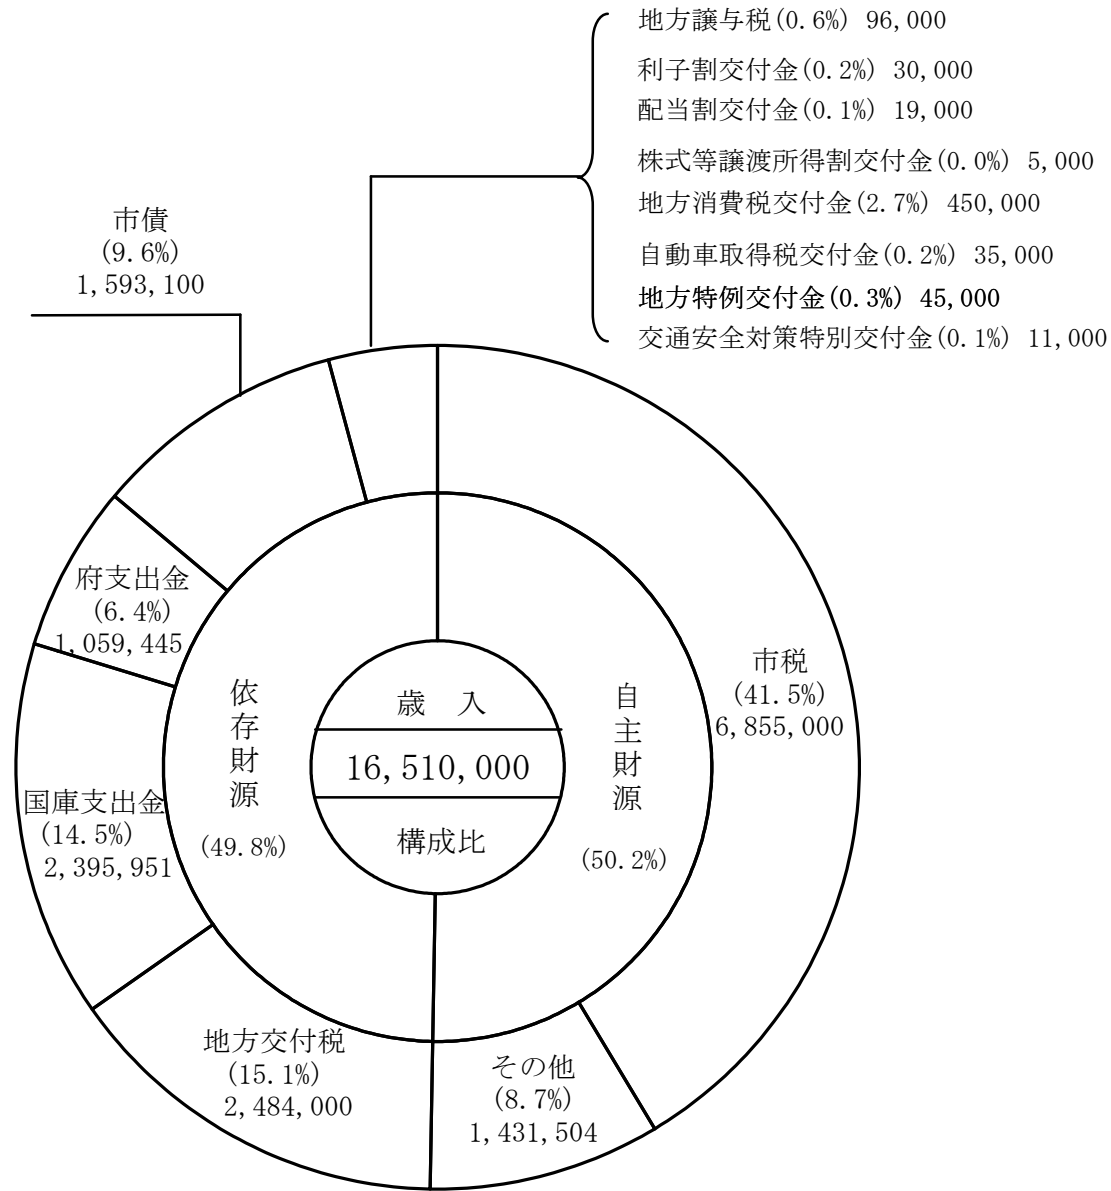 地方譲与税(0.6%) 96,000
利子割交付金(0.2%) 30,000
配当割交付金(0.1%) 19,000
株式等譲渡所得割交付金(0.0%) 5,000
地方消費税交付金(2.7%) 450,000
自動車取得税交付金(0.2%) 35,000
地方特例交付金(0.3%) 45,000
交通安全対策特別交付金(0.1%) 11,000
市債
(9.6%)
1,593,100
府支出金
(6.4%)
1,059,445
国庫支出金
(14.5%)
2,395,951
地方交付税
(15.1%)
2,484,000
その他
(8.7%)
1,431,504
市税
(41.5%)
6,855,000
依存財源
(49.8%)
自主財源
(50.2%)
歳 入
16,510,000
構成比